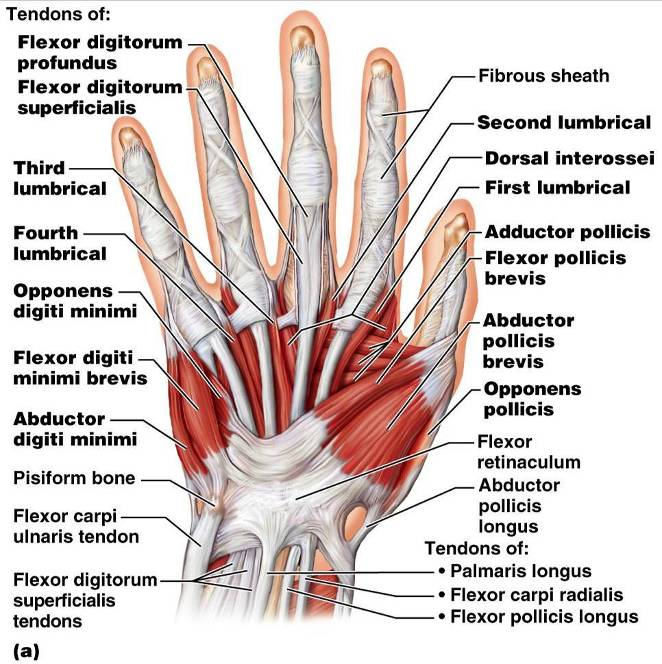 Tendons of:
Flexor digitorum
profundus
Flexor digitorum
superficialis
Third
lumbrical
Fourth
lumbrical
Opponens
digiti minimi
Flexor digiti
minimi brevis
Abductor
digiti minimi
Pisiform bone
Flexor carpi
ulnaris tendon
Flexor digitorum
superficialis
tendons
Fibrous sheath
Second lumbrical
Dorsal interossei
First lumbrical
Adductor pollicis
Flexor pollicis
brevis
Abductor
pollicis
brevis
Opponens
pollicis
Flexor
retinaculum
Abductor
pollicis
longus
Tendons of:
• Palmaris longus
• Flexor carpi radialis
• Flexor pollicis longus
(a)